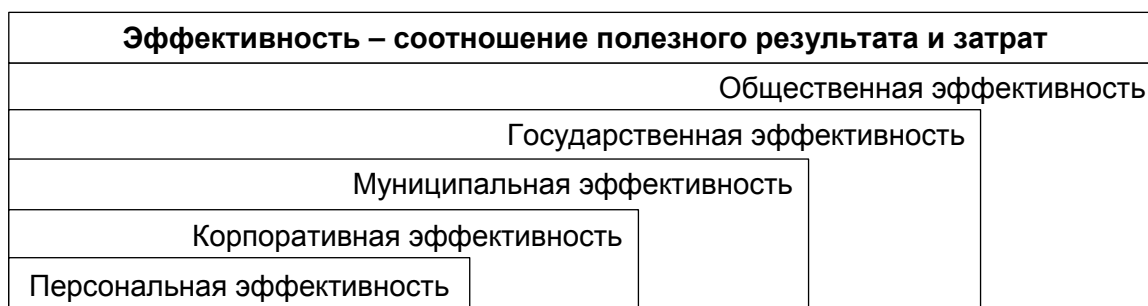 Эффективность – соотношение полезного результата и затрат
Общественная эффективность
Государственная эффективность
Муниципальная эффективность
Корпоративная эффективность
Персональная эффективность